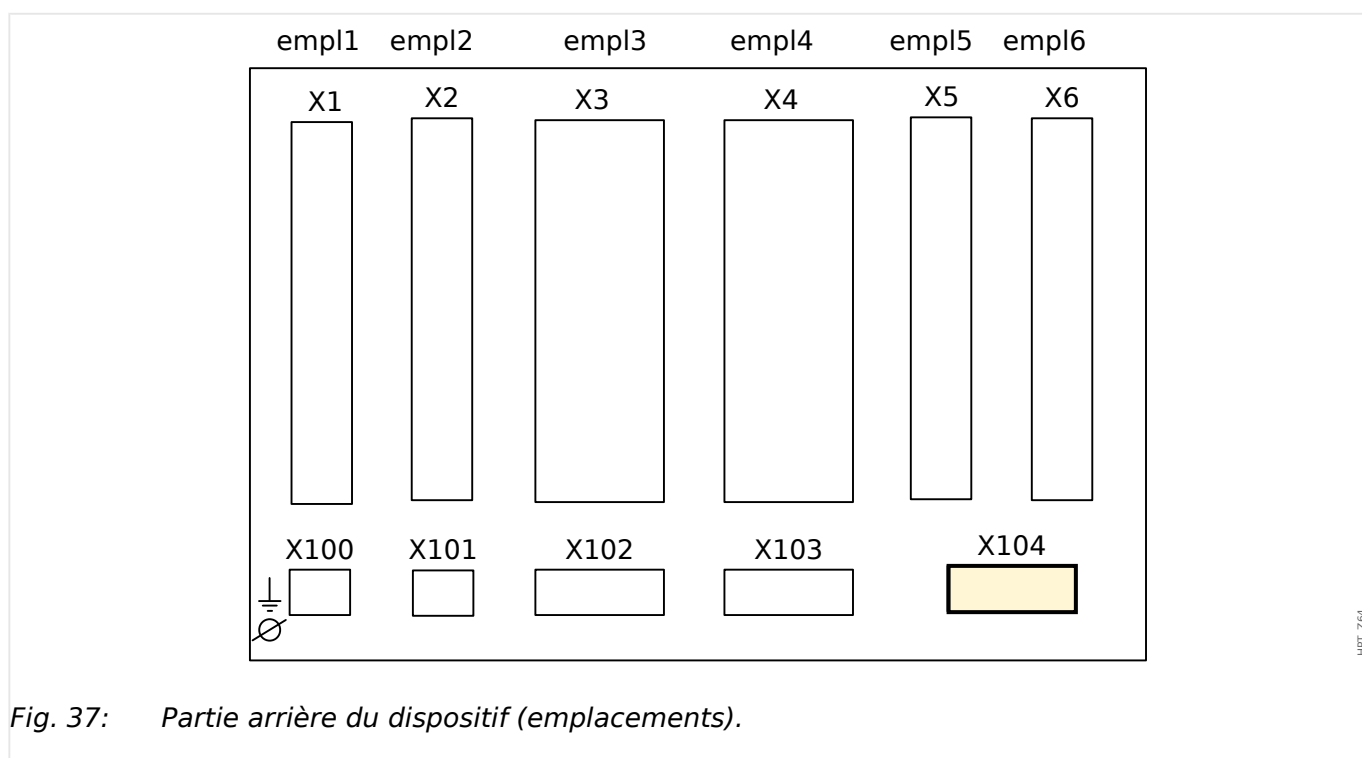 empl1 empl2 empl3 empl4 empl5 empl6
X1 X2 X3 X4 X5 X6
X100 X101 X102 X103 X104
Fig. 37: Partie arrière du dispositif (emplacements).